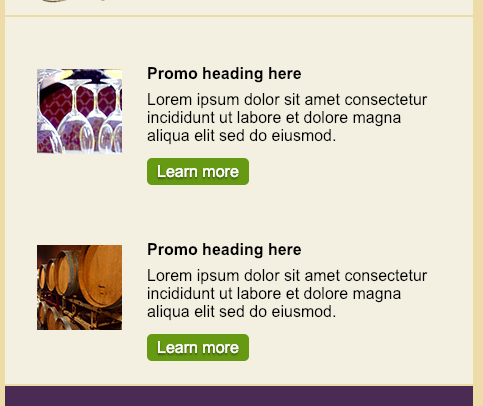 Promo heading here
Lorem ipsum dolor sit amet consectetur
incididunt ut labore et dolore magna
aliqua elit sed do eiusmod.
Learn more
Promo heading here
Lorem ipsum dolor sit amet consectetur
incididunt ut labore et dolore magna
aliqua elit sed do eiusmod.
Learn more